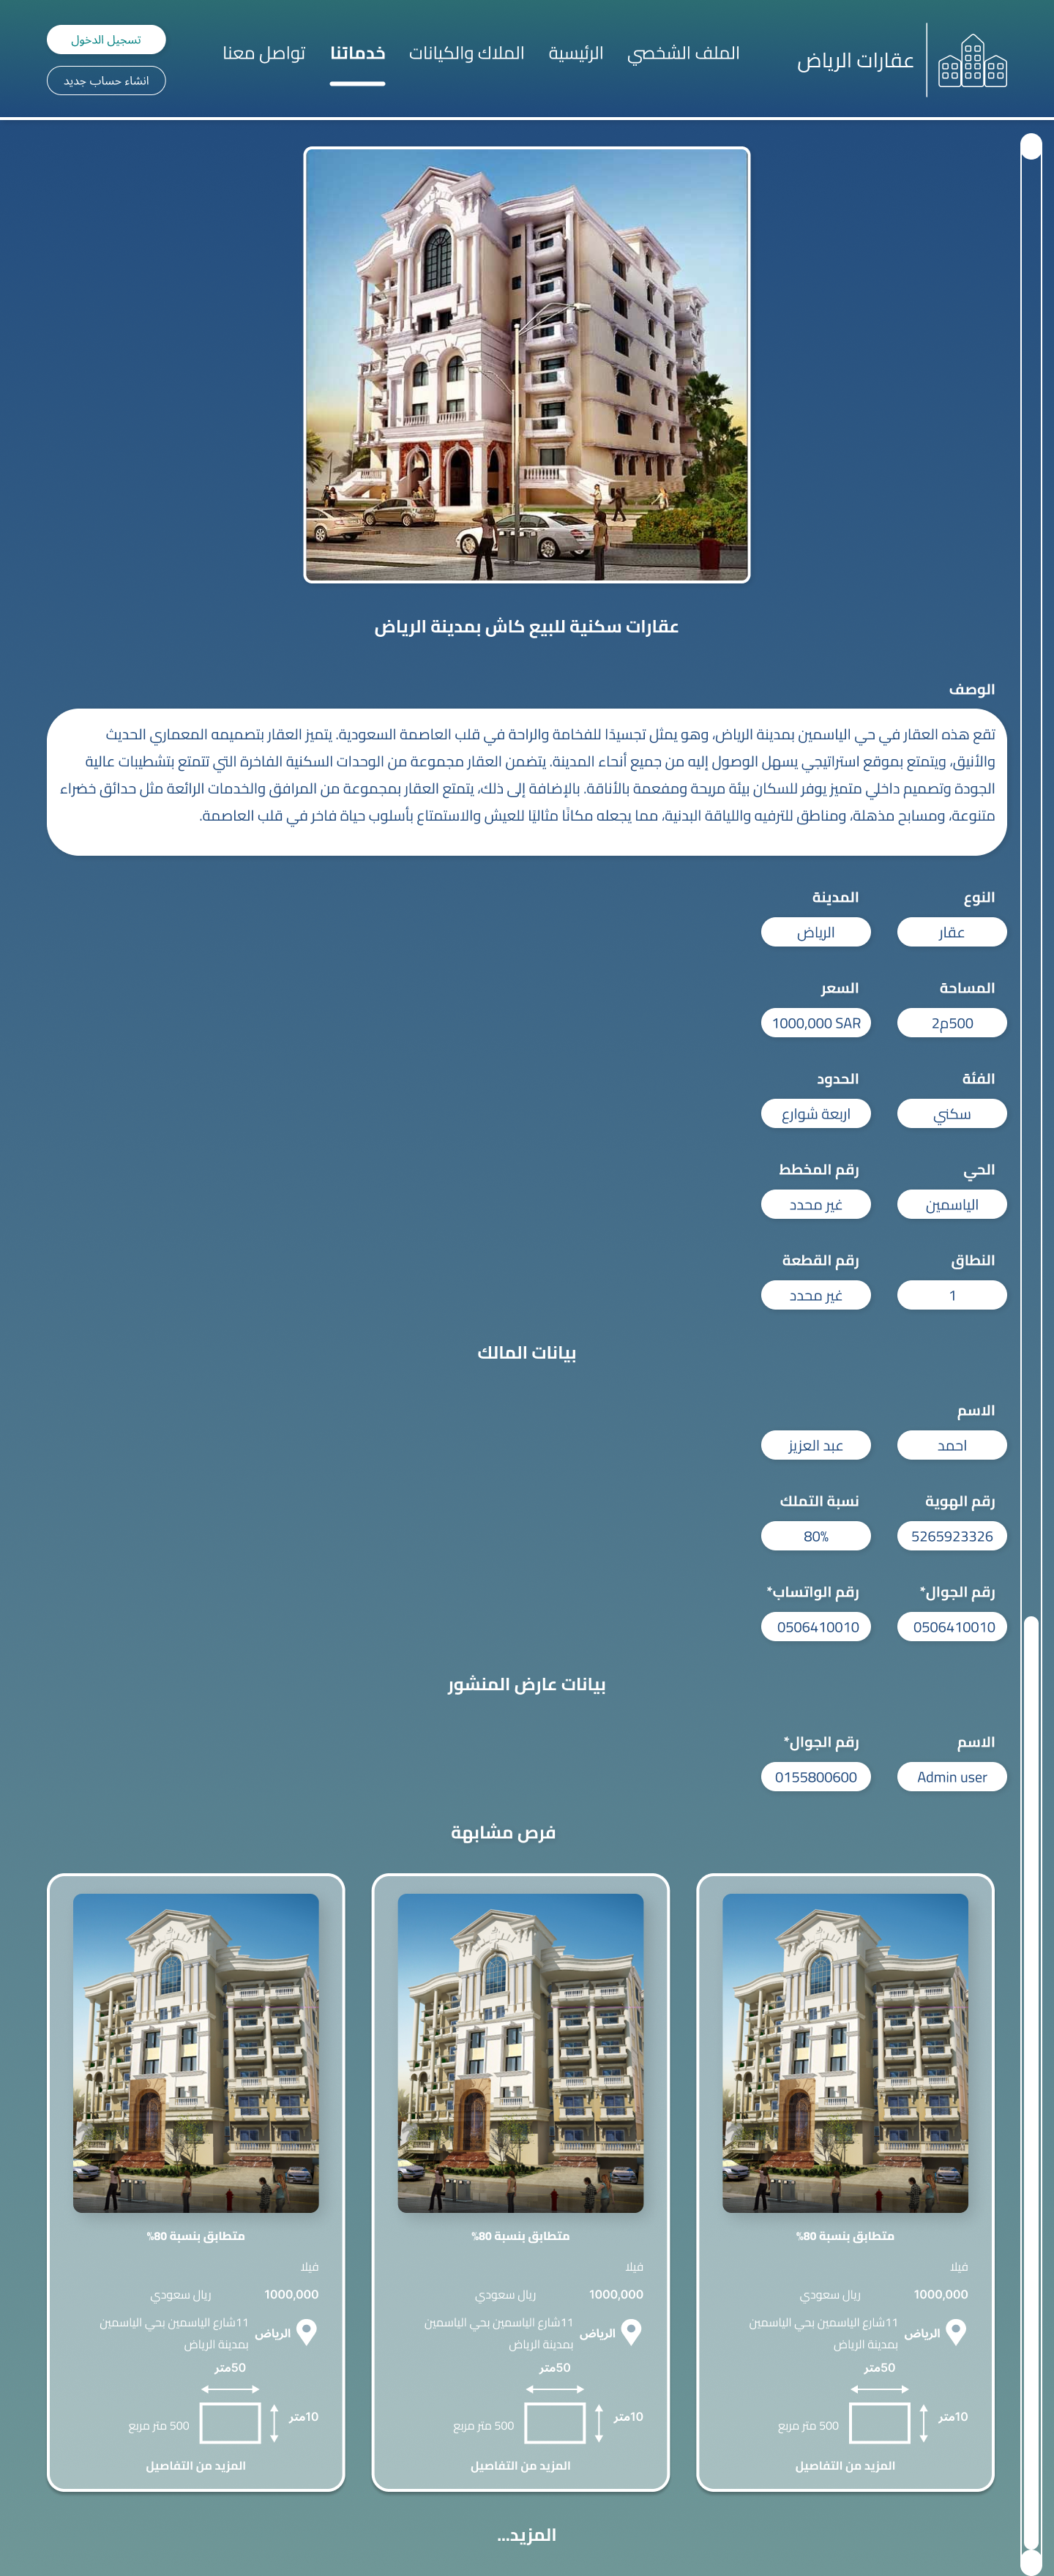 عقارات الرياض
الملف الشخصي
الرئيسية
الملاك والكيانات
خدماتنا
تواصل معنا
تسجيل الدخول
انشاء حساب جديد
عقارات سكنية للبيع كاش بمدينة الرياض
الوصف
تقع هذه العقار في حي الياسمين بمدينة الرياض، وهو يمثل تجسيدًا للفخامة والراحة في قلب العاصمة السعودية. يتميز العقار بتصميمه المعماري الحديث
والأنيق، ويتمتع بموقع استراتيجي يسهل الوصول إليه من جميع أنحاء المدينة. يتضمن العقار مجموعة من الوحدات السكنية الفاخرة التي تتمتع بتشطيبات عالية
الجودة وتصميم داخلي متميز يوفر للسكان بيئة مريحة ومفعمة بالأناقة. بالإضافة إلى ذلك، يتمتع العقار بمجموعة من المرافق والخدمات الرائعة مثل حدائق خضراء
متنوعة، ومسابح مذهلة، ومناطق للترفيه واللياقة البدنية، مما يجعله مكانًا مثاليًا للعيش والاستمتاع بأسلوب حياة فاخر في قلب العاصمة.
النوع
المدينة
عقار
الرياض
المساحة
السعر
500م2
1000,000 SAR
الفئة
الحدود
سكني
اربعة شوارع
الحي
رقم المخطط
الياسمين
غير محدد
النطاق
رقم القطعة
1
غير محدد
بيانات المالك
الاسم
احمد
عبد العزيز
رقم الهوية
نسبة التملك
5265923326
80%
رقم الجوال*
رقم الواتساب*
0506410010
0506410010
بيانات عارض المنشور
الاسم
رقم الجوال*
Admin user
0155800600
فرص مشابهة
متطابق بنسبة 80%
فيلا
1000,000 ريال سعودي
الرياض
11شارع الياسمين بحي الياسمين
بمدينة الرياض
50متر
10متر
500 متر مربع
المزيد من التفاصيل
متطابق بنسبة 80%
فيلا
1000,000 ريال سعودي
الرياض
11شارع الياسمين بحي الياسمين
بمدينة الرياض
50متر
10متر
500 متر مربع
المزيد من التفاصيل
متطابق بنسبة 80%
فيلا
1000,000 ريال سعودي
الرياض
11شارع الياسمين بحي الياسمين
بمدينة الرياض
50متر
10متر
500 متر مربع
المزيد من التفاصيل
المزيد...